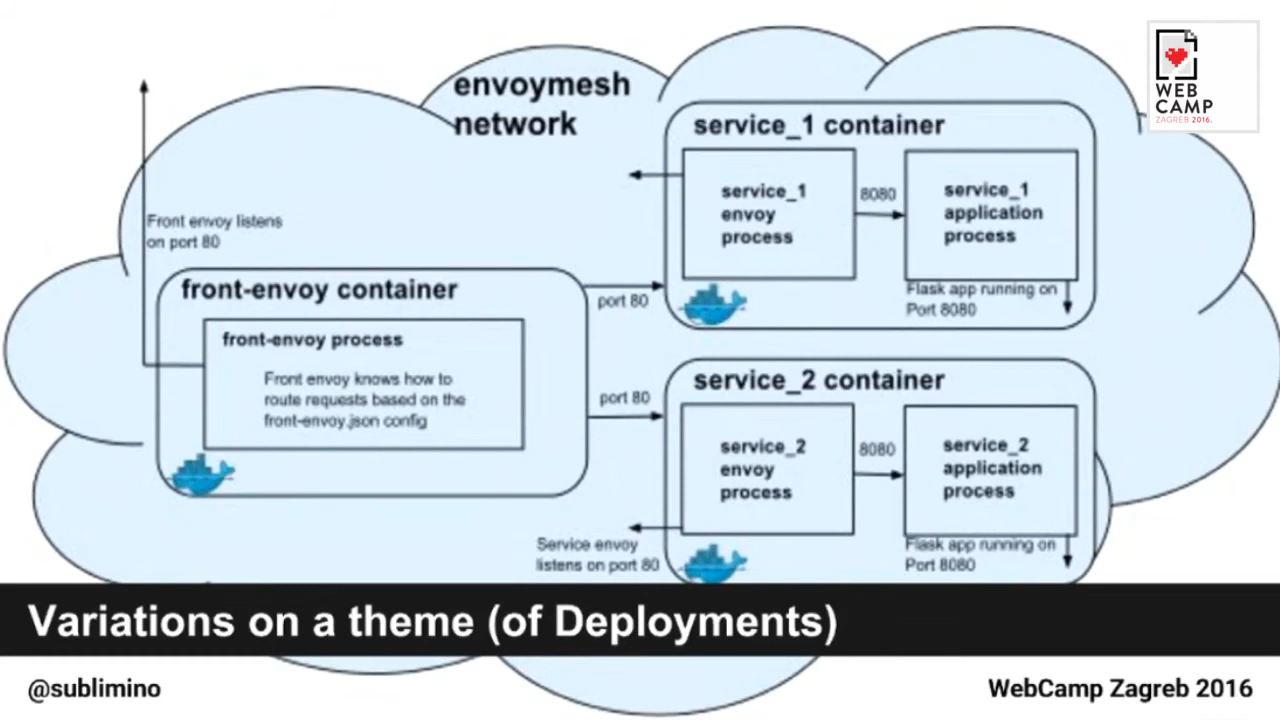 envoymesh
network
WEB
CAMP
ZAGREB 2016.
service_1 container
service_1
envoy
process
8080
service_1
application
process
Flask app running on
Port 8080
Front envoy listens
on port 80
front-envoy container
front-envoy process
Front envoy knows how to
route requests based on the
front-envoy.json config
port 80
port 80
service_2 container
service_2
envoy
process
8080
service_2
application
process
Service envoy
listens on port 80
Flask app running on
Port 8080
Variations on a theme (of Deployments)
@sublimino
WebCamp Zagreb 2016